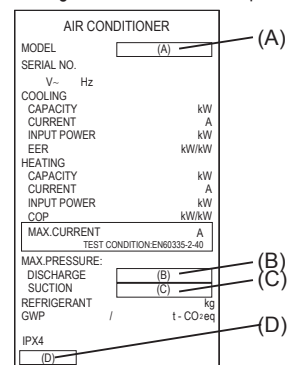 AIR CONDITIONER
MODEL (A) (A)
SERIAL NO.
V~ Hz
COOLING
CAPACITY kW
CURRENT A
INPUT POWER kW
EER kW/kW
HEATING
CAPACITY kW
CURRENT A
INPUT POWER kW
COP kW/kW
MAX.CURRENT A
TEST CONDITION:EN60335-2-40
MAX.PRESSURE:
DISCHARGE (B) (B)
SUCTION (C) (C)
REFRIGERANT kg
GWP / t - CO2eq
IPX4
(D) (D)